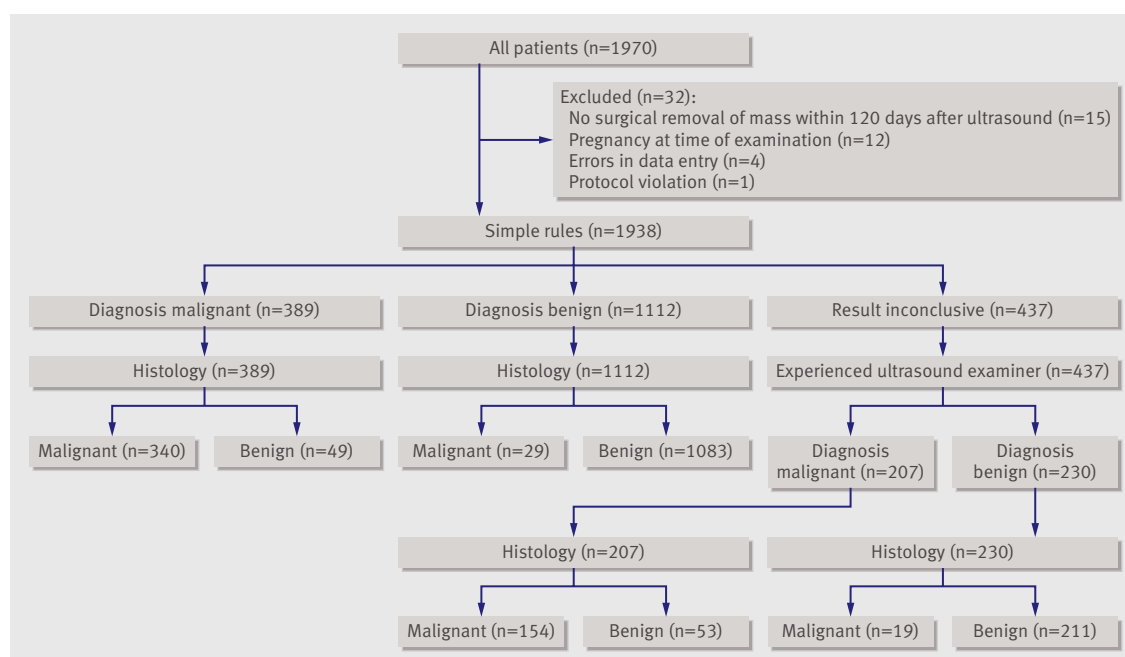 All patients (n=1970)
Excluded (n=32):
No surgical removal of mass within 120 days after ultrasound (n=15)
Pregnancy at time of examination (n=12)
Errors in data entry (n=4)
Protocol violation (n=1)
Simple rules (n=1938)
Diagnosis malignant (n=389)
Diagnosis benign (n=1112)
Result inconclusive (n=437)
Histology (n=389)
Histology (n=1112)
Experienced ultrasound examiner (n=437)
Malignant (n=340)
Benign (n=49)
Malignant (n=29)
Benign (n=1083)
Diagnosis
malignant (n=207)
Diagnosis
benign (n=230)
Histology (n=207)
Histology (n=230)
Malignant (n=154)
Benign (n=53)
Malignant (n=19)
Benign (n=211)